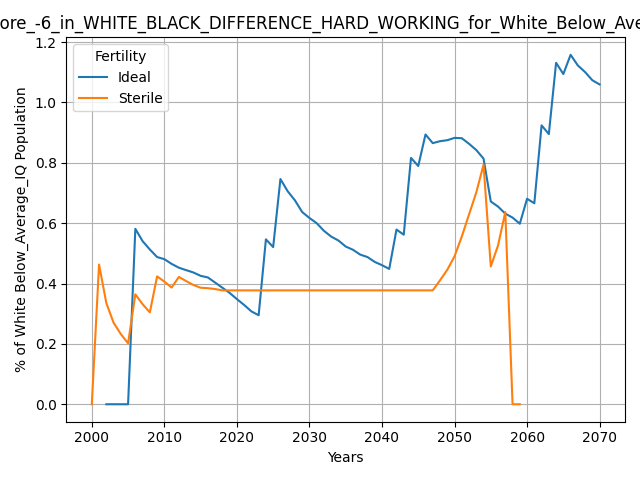 ore_-6_in_WHITE_BLACK_DIFFERENCE_HARD_WORKING_for_White_Below_Ave
Fertility
Ideal
Sterile
% of White Below_Average_IQ Population
1.2
1.0
0.8
0.6
0.4
0.2
0.0
2000 2010 2020 2030 2040 2050 2060 2070
Years